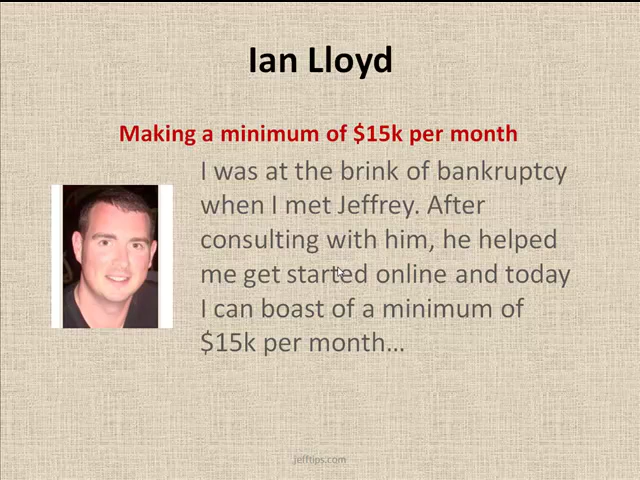 Ian Lloyd
Making a minimum of $15k per month
I was at the brink of bankruptcy
when I met Jeffrey. After
consulting with him, he helped
me get started online and today
I can boast of a minimum of
$15k per month...
jefftips.com